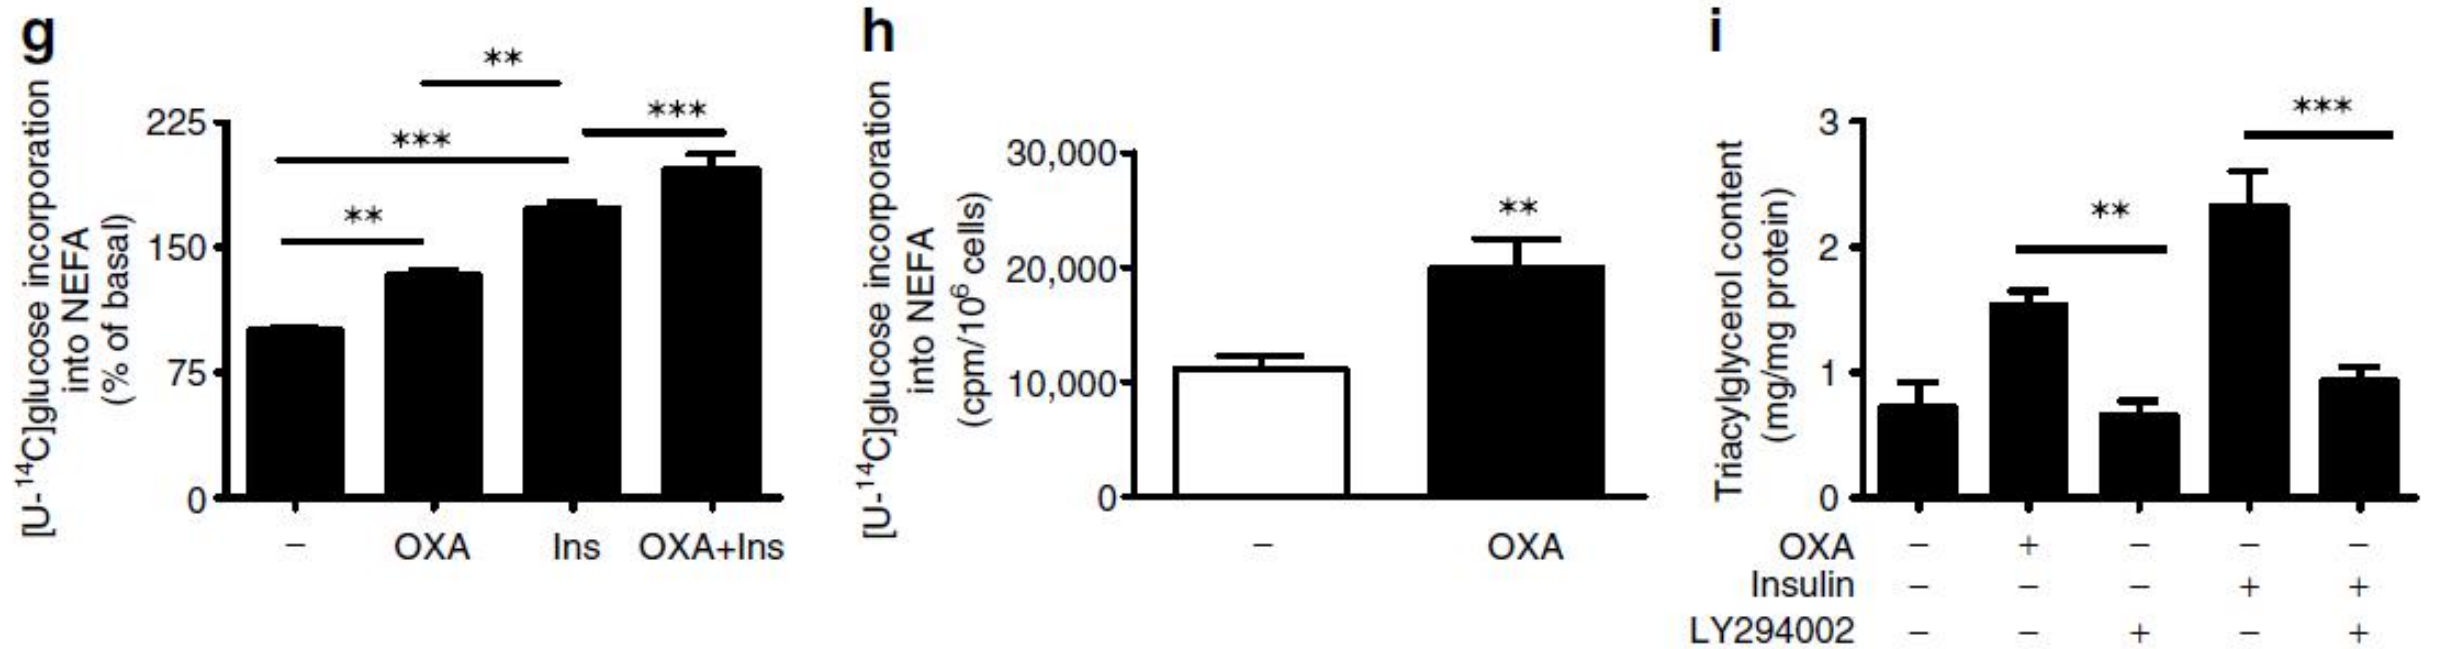 g
[U-¹⁴C]glucose incorporation
into NEFA
(% of basal)
225
150
75
0
**
***
**
***
–
OXA
Ins
OXA+Ins
h
[U-¹⁴C]glucose incorporation
into NEFA
(cpm/10⁶ cells)
30,000
20,000
10,000
0
**
–
OXA
i
Triacylglycerol content
(mg/mg protein)
3
2
1
0
**
***
OXA – + – – –
Insulin – – – + +
LY294002 – – + – +